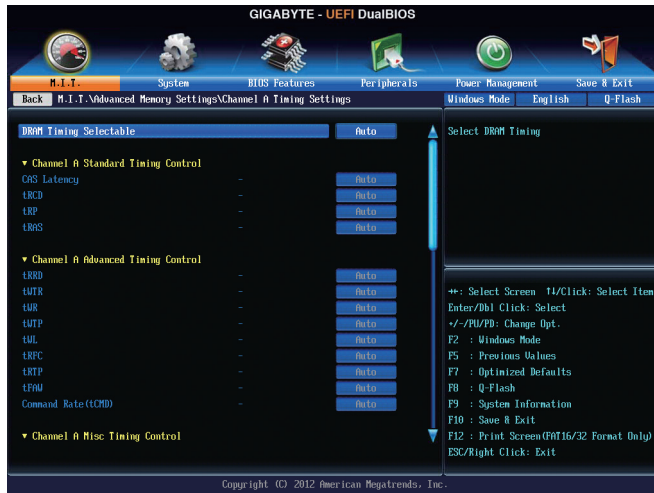 GIGABYTE - UEFI DualBIOS
M.I.T. System BIOS Features Peripherals Power Management Save & Exit
Back M.I.T.\Advanced Memory Settings\Channel A Timing Settings Windows Mode English Q-Flash
DRAM Timing Selectable Auto
▼ Channel A Standard Timing Control
CAS Latency - Auto
tRCD - Auto
tRP - Auto
tRAS - Auto
▼ Channel A Advanced Timing Control
tRRD - Auto
tWTR - Auto
tWR - Auto
tWTP - Auto
tWL - Auto
tRFC - Auto
tRTP - Auto
tFAW - Auto
Command Rate(tCMD) - Auto
▼ Channel A Misc Timing Control
Select DRAM Timing
→←: Select Screen ↑↓/Click: Select Item
Enter/Dbl Click: Select
+/-/PU/PD: Change Opt.
F2 : Windows Mode
F5 : Previous Values
F7 : Optimized Defaults
F8 : Q-Flash
F9 : System Information
F10 : Save & Exit
F12 : Print Screen(FAT16/32 Format Only)
ESC/Right Click: Exit
Copyright (C) 2012 American Megatrends, Inc.